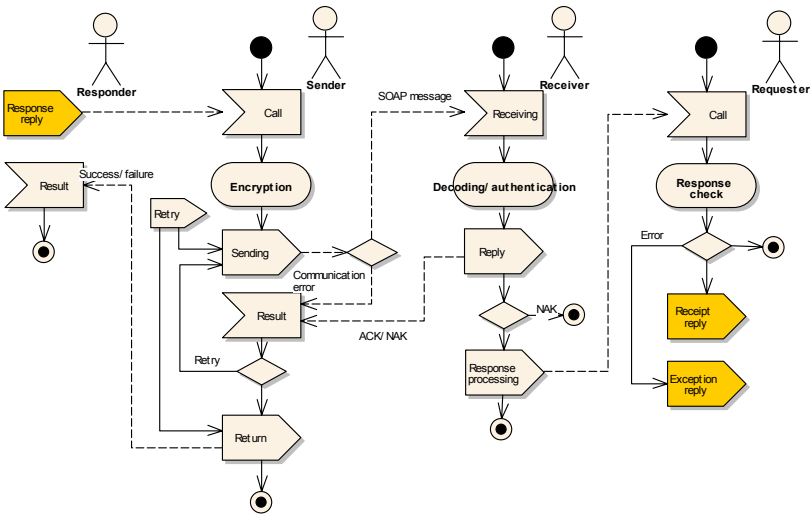 Responder
Sender
Receiver
Requester
Response
reply
Call
SOAP message
Receiving
Call
Success/ failure
Result
Encryption
Decoding/ authentication
Response
check
Retry
Sending
Reply
Error
Communication
error
Result
NAK
Receipt
reply
ACK/ NAK
Retry
Response
processing
Exception
reply
Return